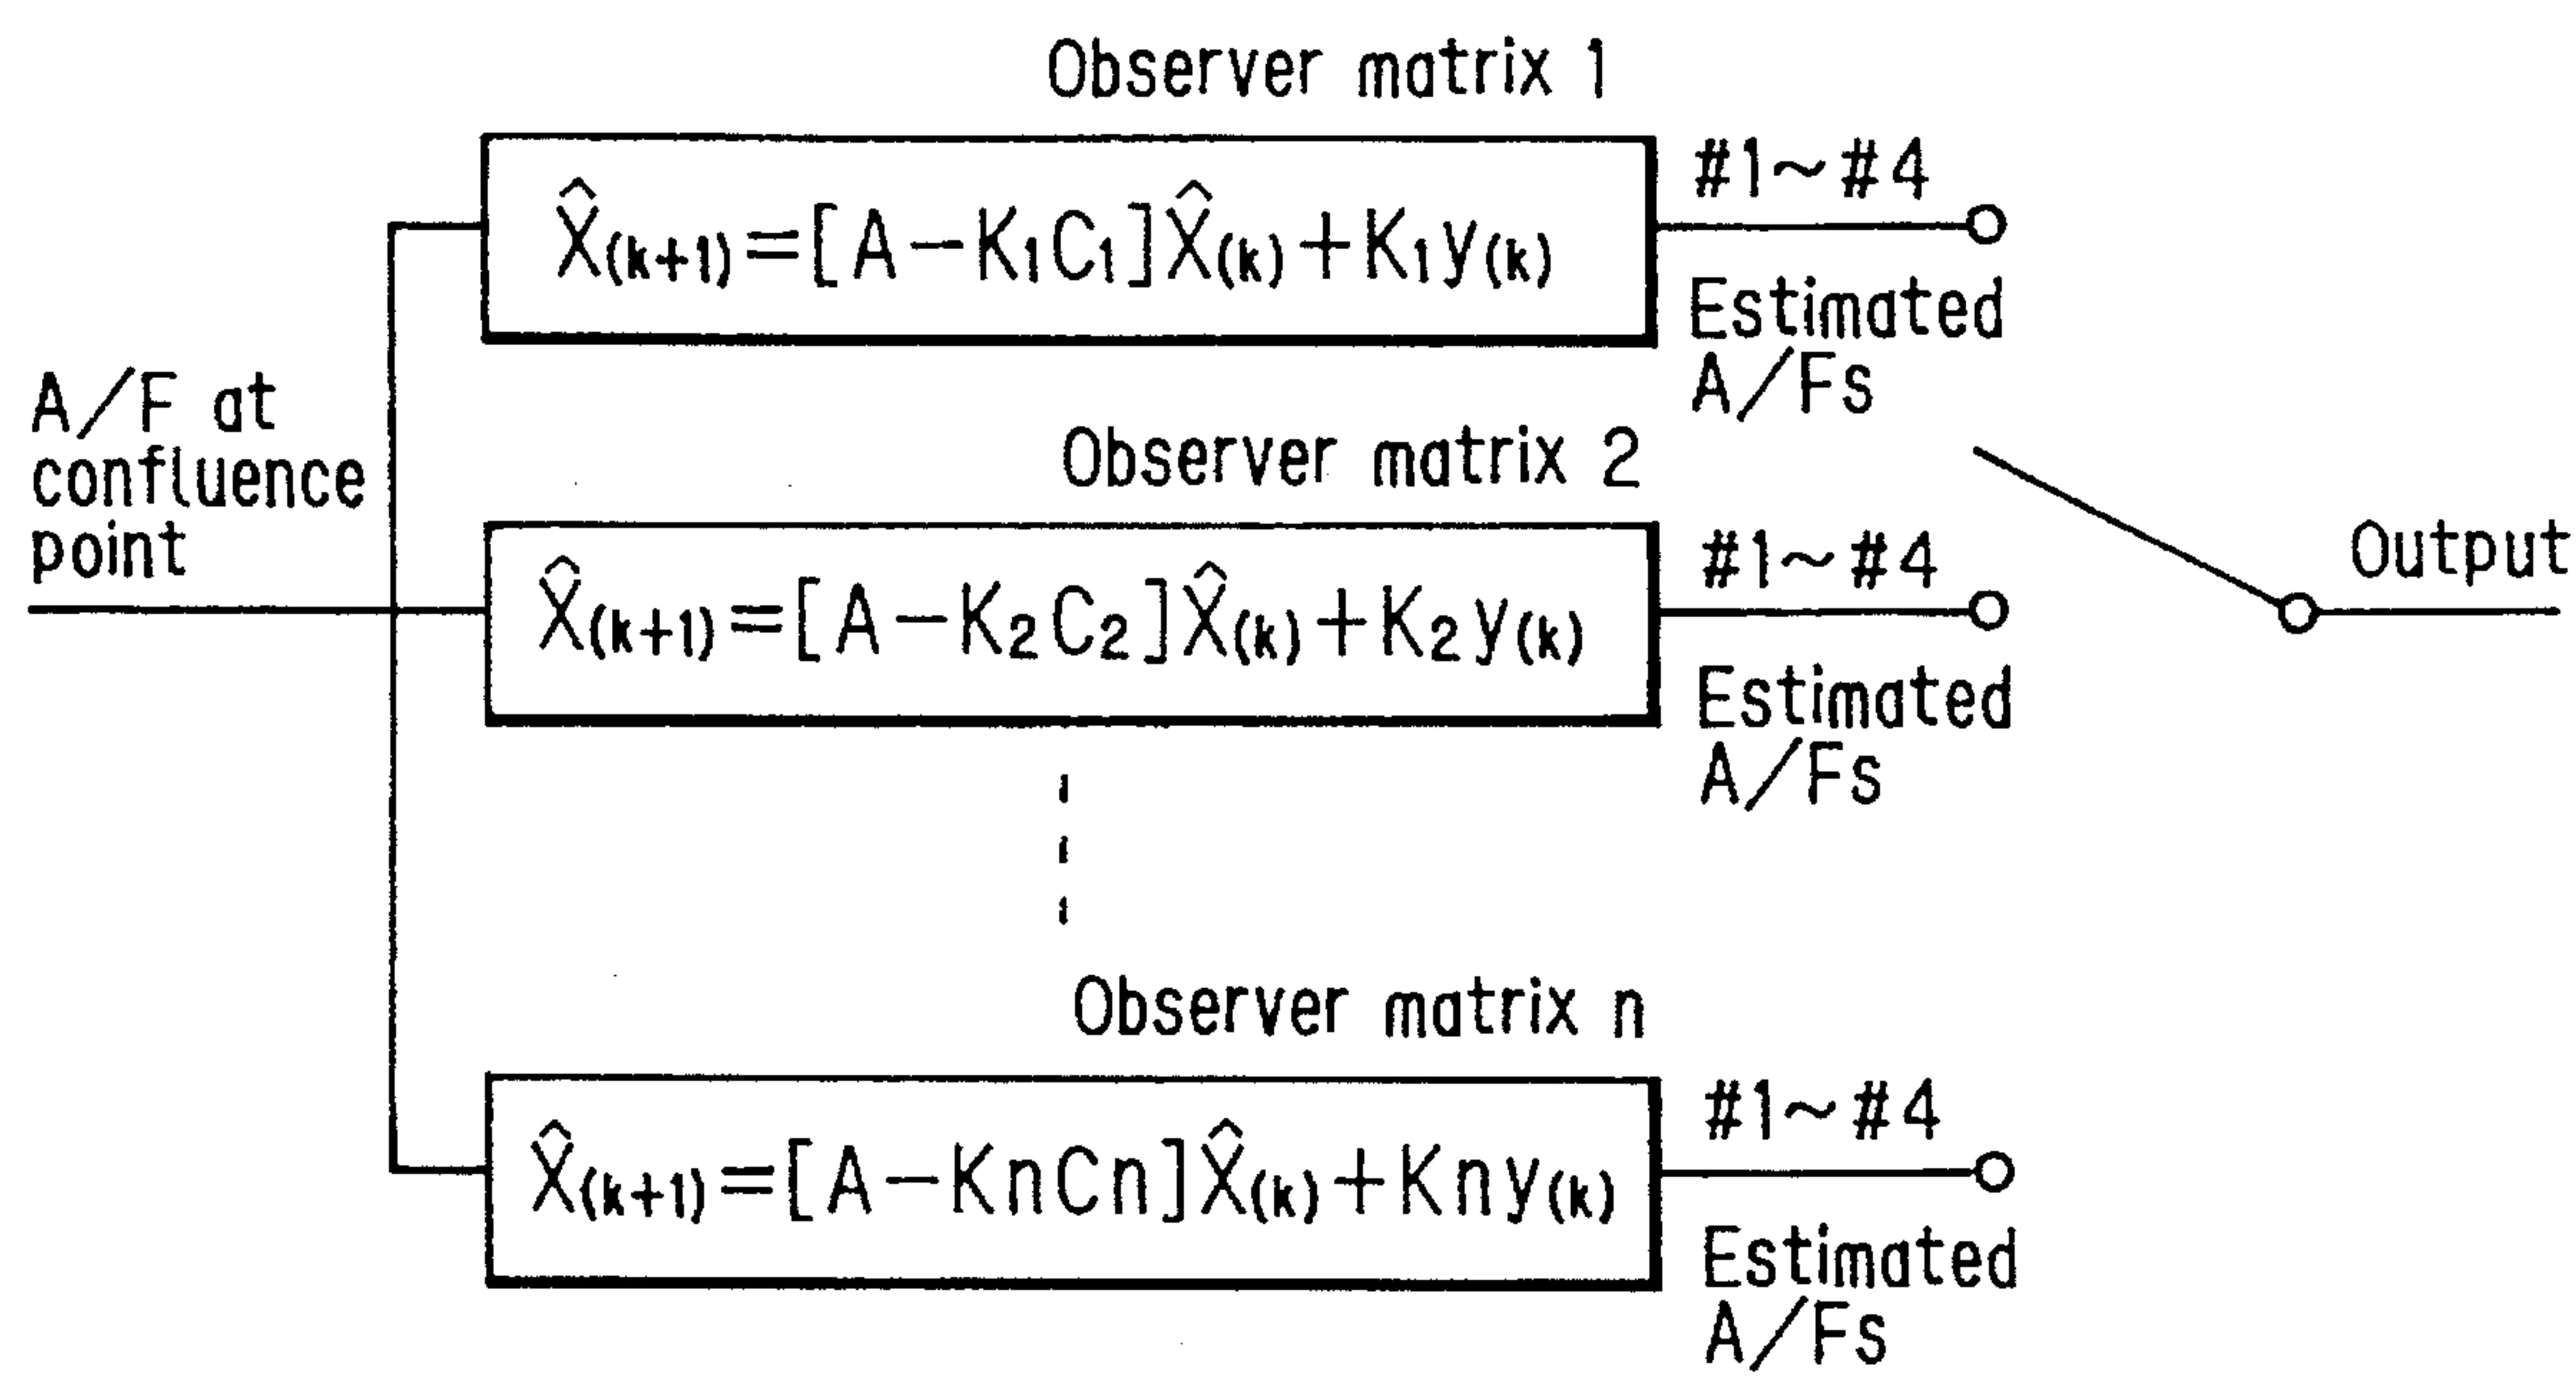 A/F at
confluence
point
Observer matrix 1
X̂(k+1)=[A−K1C1]X̂(k)+K1y(k)
#1~#4
Estimated
A/Fs
Observer matrix 2
X̂(k+1)=[A−K2C2]X̂(k)+K2y(k)
#1~#4
Estimated
A/Fs
Observer matrix n
X̂(k+1)=[A−KnCn]X̂(k)+Kny(k)
#1~#4
Estimated
A/Fs
Output